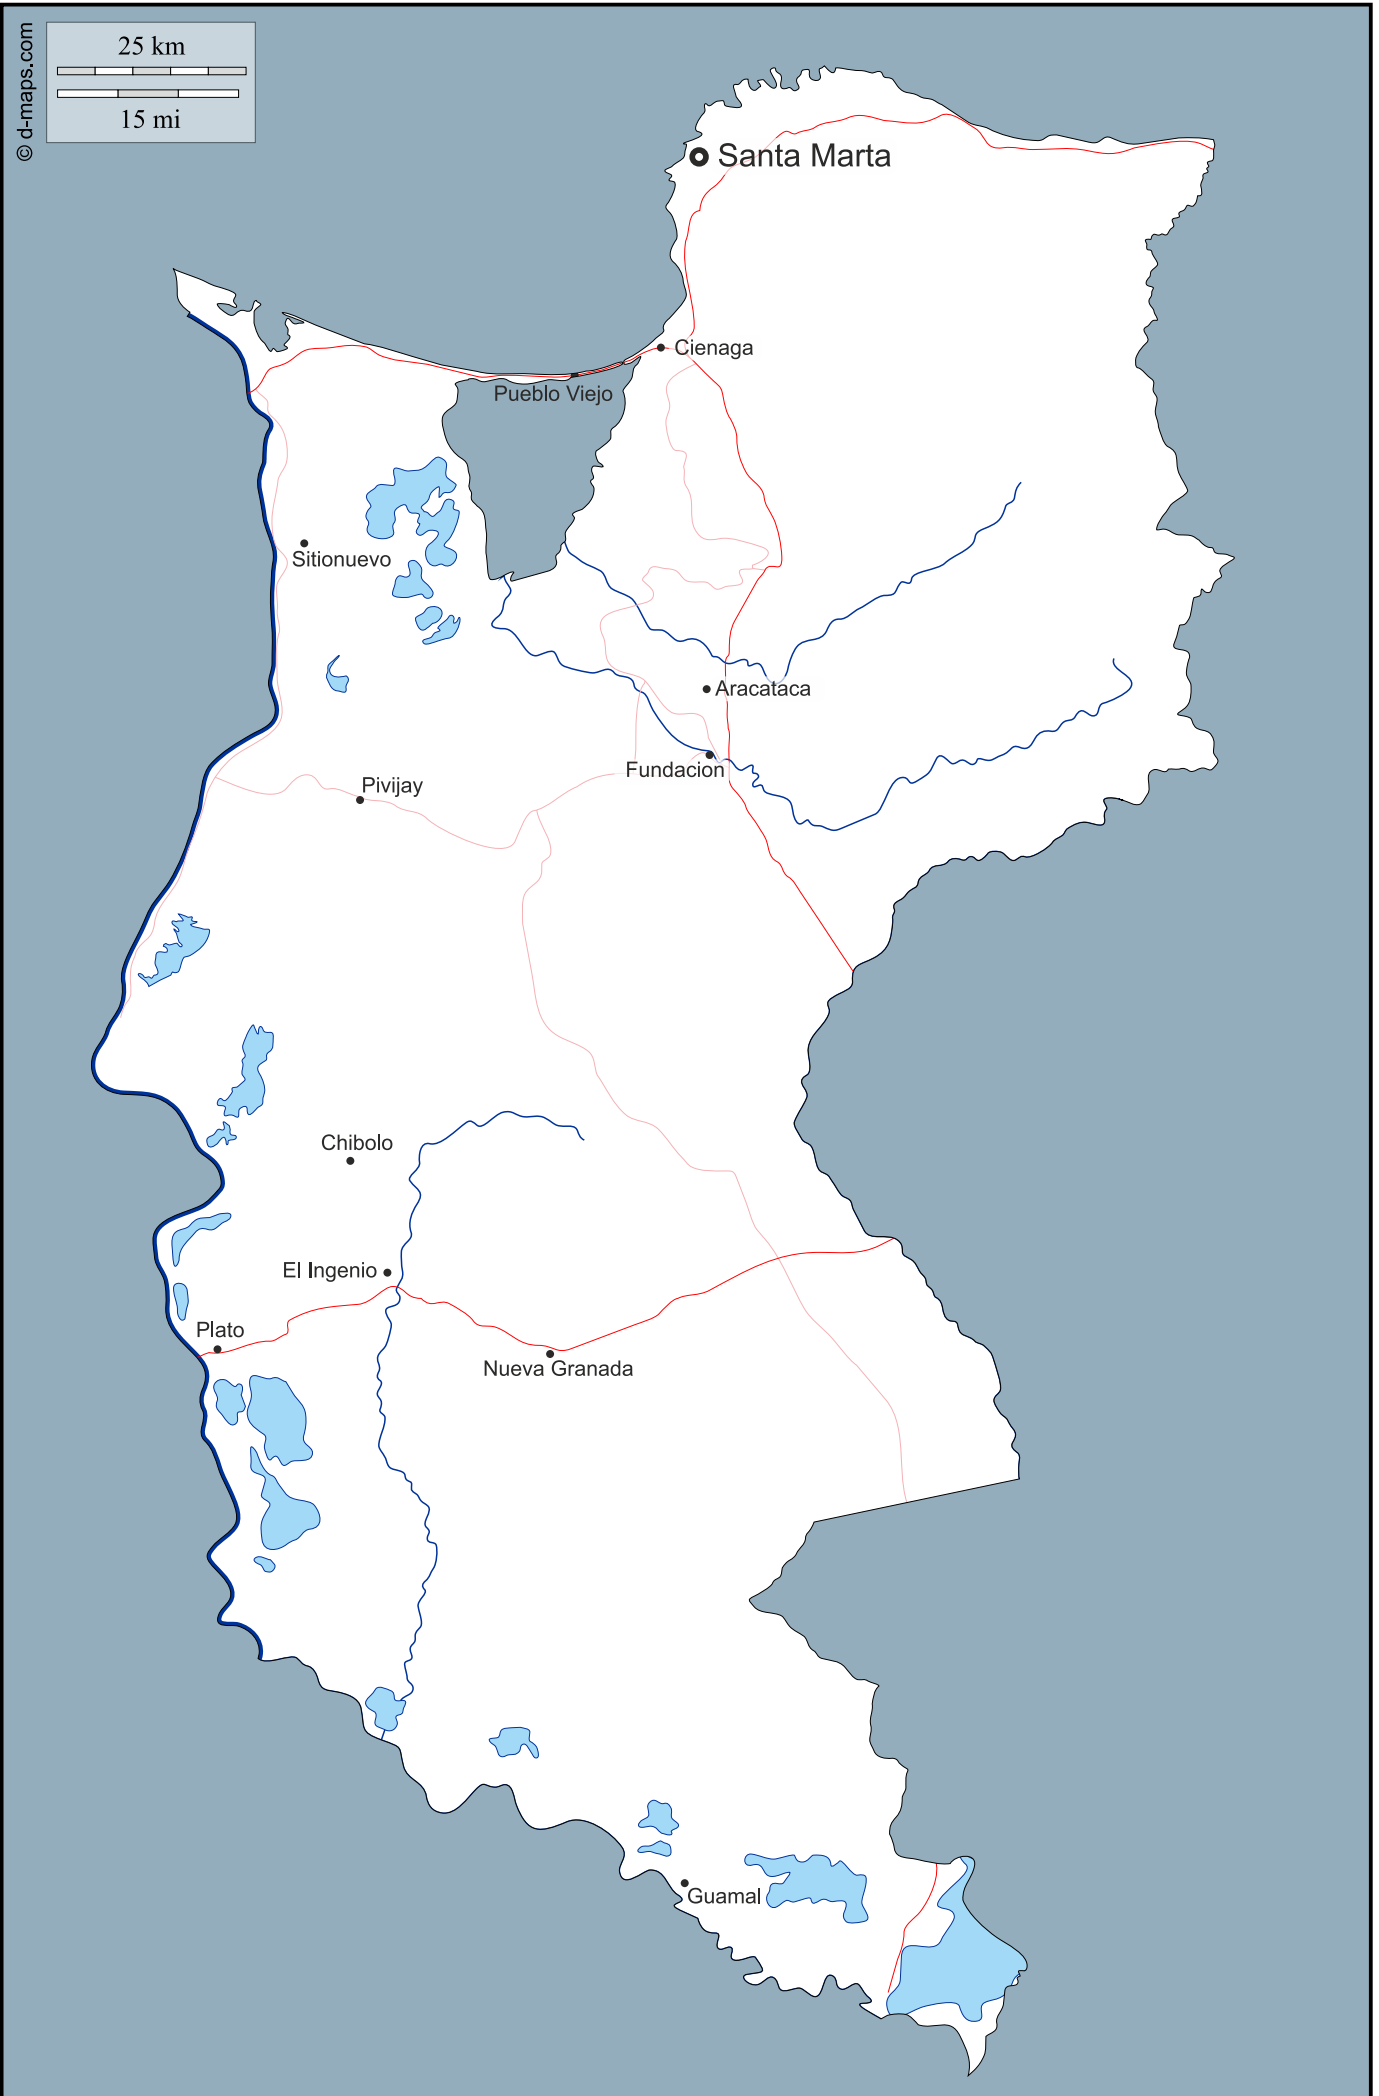 © d-maps.com
25 km
15 mi
Santa Marta
Cienaga
Pueblo Viejo
Sitionuevo
Aracataca
Fundacion
Pivijay
Chibolo
El Ingenio
Plato
Nueva Granada
Guamal